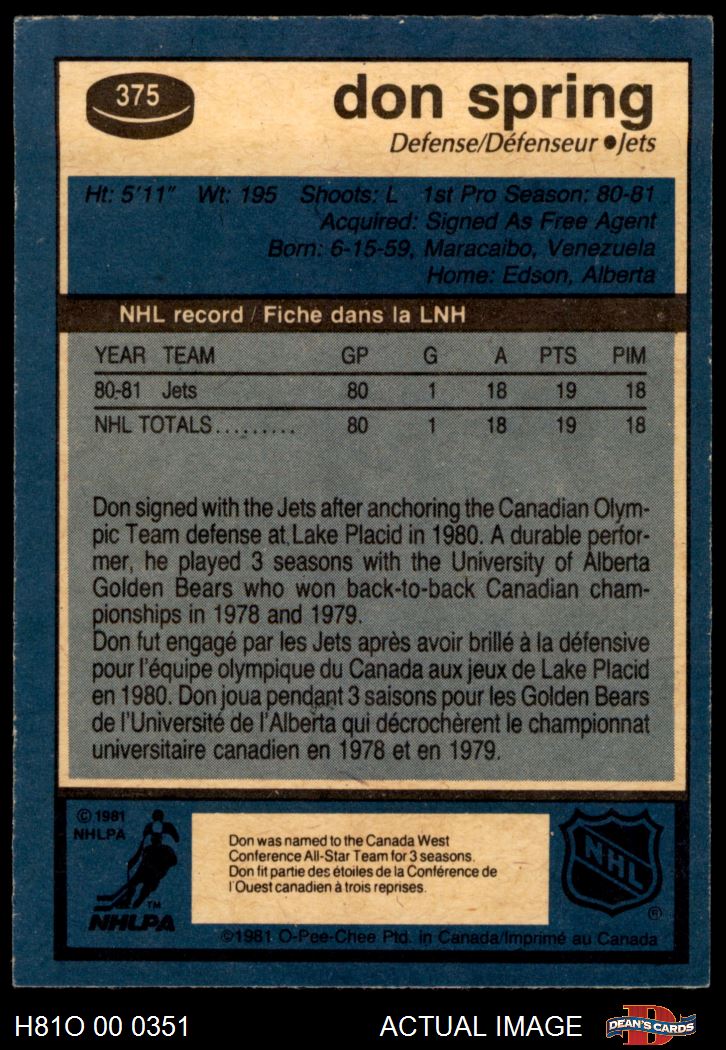 375
don spring
Defense/Défenseur ● Jets
Ht: 5'11" Wt: 195 Shoots: L 1st Pro Season: 80-81
Acquired: Signed As Free Agent
Born: 6-15-59, Maracaibo, Venezuela
Home: Edson, Alberta
NHL record / Fiche dans la LNH
YEAR TEAM GP G A PTS PIM
80-81 Jets 80 1 18 19 18
NHL TOTALS......... 80 1 18 19 18
Don signed with the Jets after anchoring the Canadian Olym-
pic Team defense at Lake Placid in 1980. A durable perfor-
mer, he played 3 seasons with the University of Alberta
Golden Bears who won back-to-back Canadian cham-
pionships in 1978 and 1979.
Don fut engagé par les Jets après avoir brillé à la défensive
pour l'équipe olympique du Canada aux jeux de Lake Placid
en 1980. Don joua pendant 3 saisons pour les Golden Bears
de l'Université de l'Alberta qui décrochèrent le championnat
universitaire canadien en 1978 et en 1979.
© 1981
NHLPA
TM
NHLPA
Don was named to the Canada West
Conference All-Star Team for 3 seasons.
Don fit partie des étoiles de la Conférence de
l'Ouest canadien à trois reprises.
NHL
®
©1981 O-Pee-Chee Ptd. in Canada/Imprimé au Canada
H81O 00 0351
ACTUAL IMAGE
D
DEAN'S CARDS